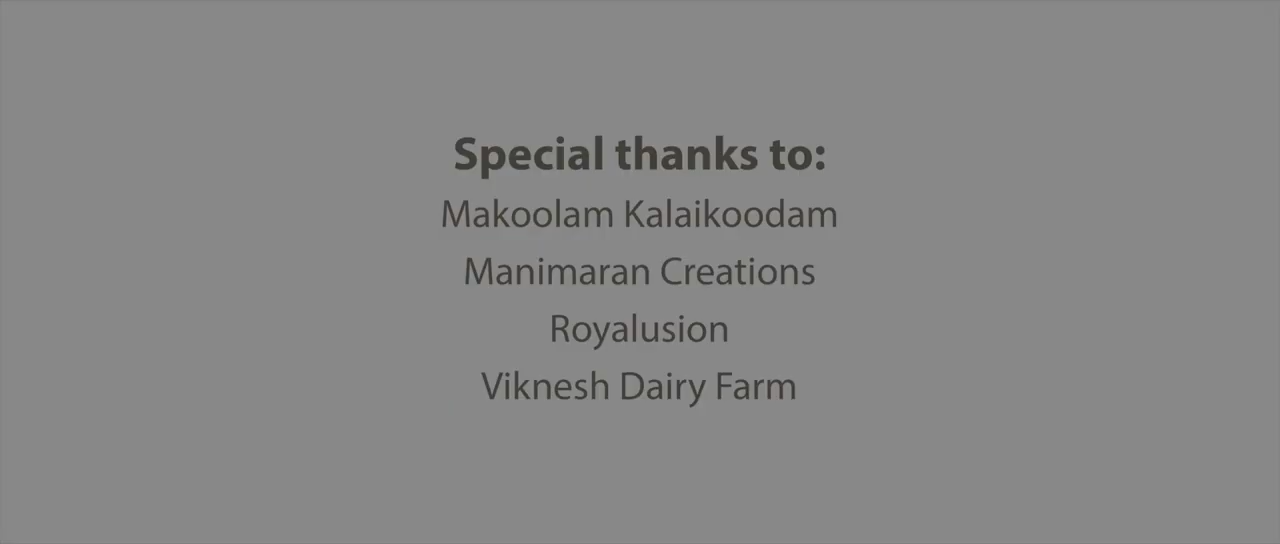 Special thanks to:
Makoolam Kalaikoodam
Manimaran Creations
Royalusion
Viknesh Dairy Farm